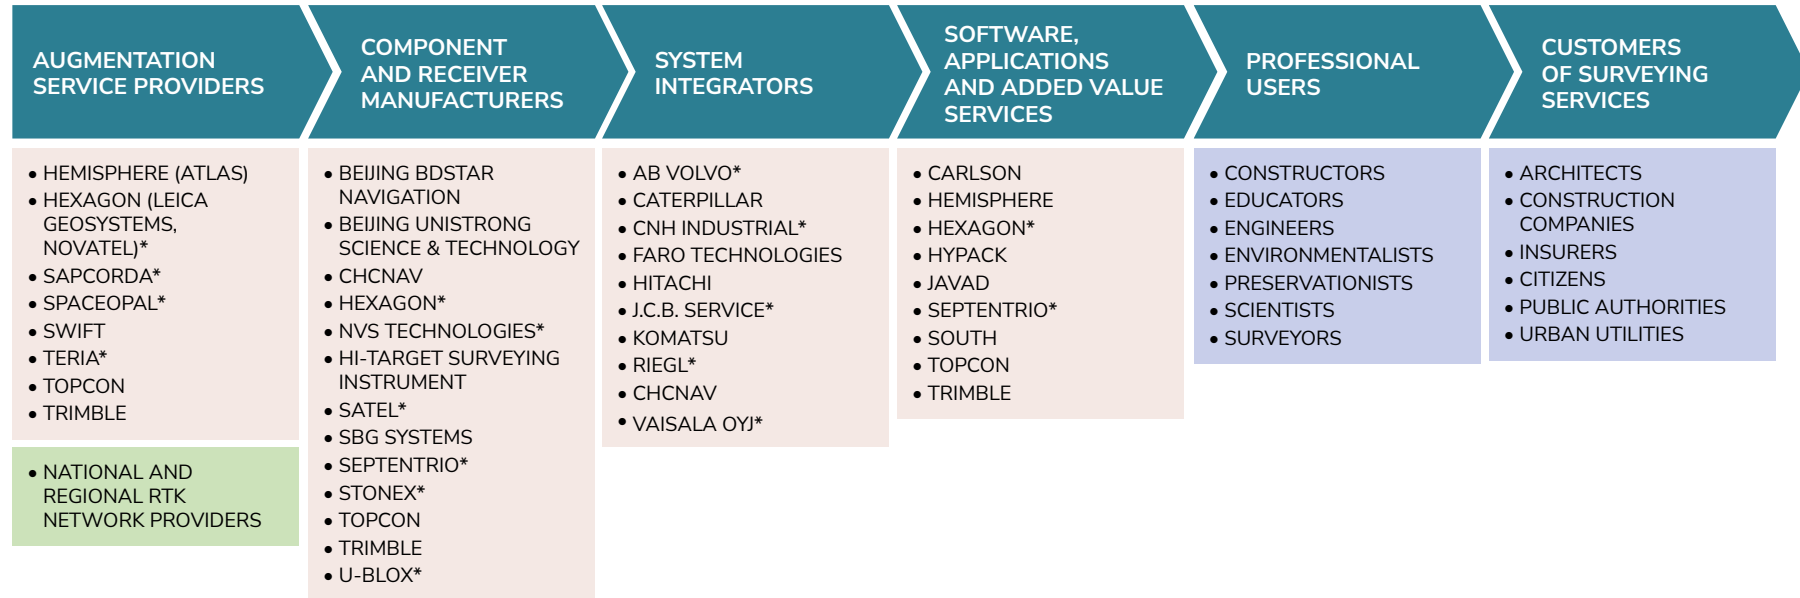 AUGMENTATION
SERVICE PROVIDERS
COMPONENT
AND RECEIVER
MANUFACTURERS
SYSTEM
INTEGRATORS
SOFTWARE,
APPLICATIONS
AND ADDED VALUE
SERVICES
PROFESSIONAL
USERS
CUSTOMERS
OF SURVEYING
SERVICES
• HEMISPHERE (ATLAS)
• HEXAGON (LEICA
GEOSYSTEMS,
NOVATEL)*
• SAPCORDA*
• SPACEOPAL*
• SWIFT
• TERIA*
• TOPCON
• TRIMBLE
• NATIONAL AND
REGIONAL RTK
NETWORK PROVIDERS
• BEIJING BDSTAR
NAVIGATION
• BEIJING UNISTRONG
SCIENCE & TECHNOLOGY
• CHCNAV
• HEXAGON*
• NVS TECHNOLOGIES*
• HI-TARGET SURVEYING
INSTRUMENT
• SATEL*
• SBG SYSTEMS
• SEPTENTRIO*
• STONEX*
• TOPCON
• TRIMBLE
• U-BLOX*
• AB VOLVO*
• CATERPILLAR
• CNH INDUSTRIAL*
• FARO TECHNOLOGIES
• HITACHI
• J.C.B. SERVICE*
• KOMATSU
• RIEGL*
• CHCNAV
• VAISALA OYJ*
• CARLSON
• HEMISPHERE
• HEXAGON*
• HYPACK
• JAVAD
• SEPTENTRIO*
• SOUTH
• TOPCON
• TRIMBLE
• CONSTRUCTORS
• EDUCATORS
• ENGINEERS
• ENVIRONMENTALISTS
• PRESERVATIONISTS
• SCIENTISTS
• SURVEYORS
• ARCHITECTS
• CONSTRUCTION
COMPANIES
• INSURERS
• CITIZENS
• PUBLIC AUTHORITIES
• URBAN UTILITIES